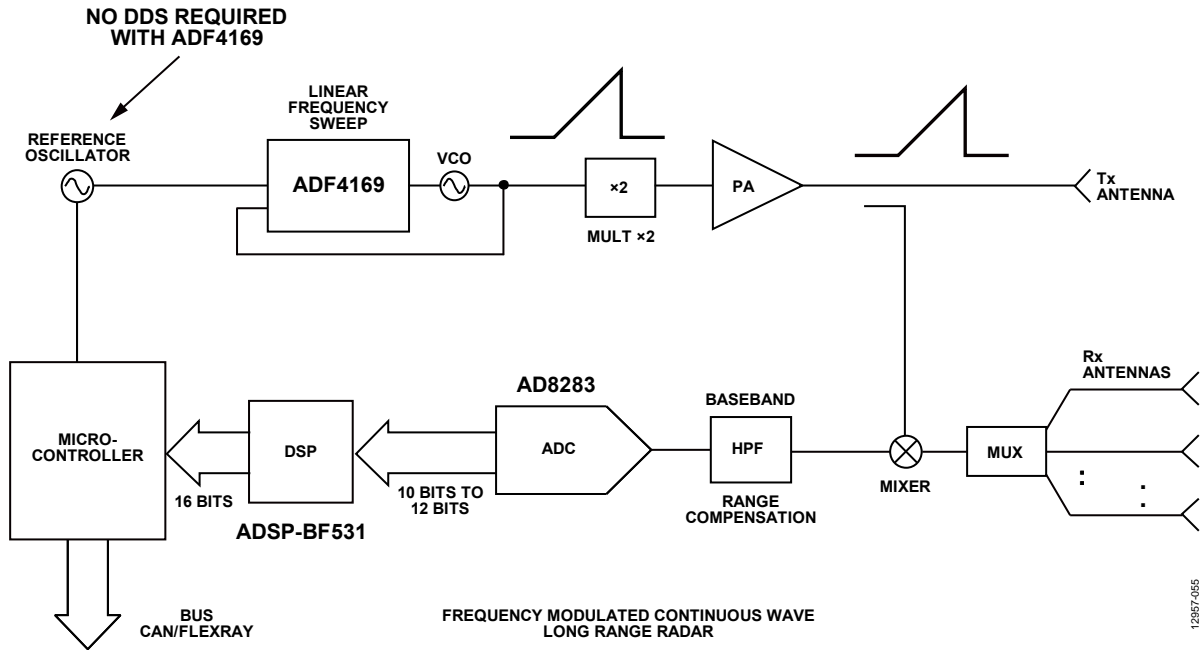 NO DDS REQUIRED
WITH ADF4169
LINEAR
FREQUENCY
SWEEP
REFERENCE
OSCILLATOR
VCO
ADF4169
×2
PA
Tx
ANTENNA
MULT ×2
Rx
ANTENNAS
AD8283
BASEBAND
MICRO-
CONTROLLER
DSP
ADC
HPF
MUX
MIXER
16 BITS
10 BITS TO
12 BITS
RANGE
COMPENSATION
ADSP-BF531
BUS
CAN/FLEXRAY
FREQUENCY MODULATED CONTINUOUS WAVE
LONG RANGE RADAR
12957-055